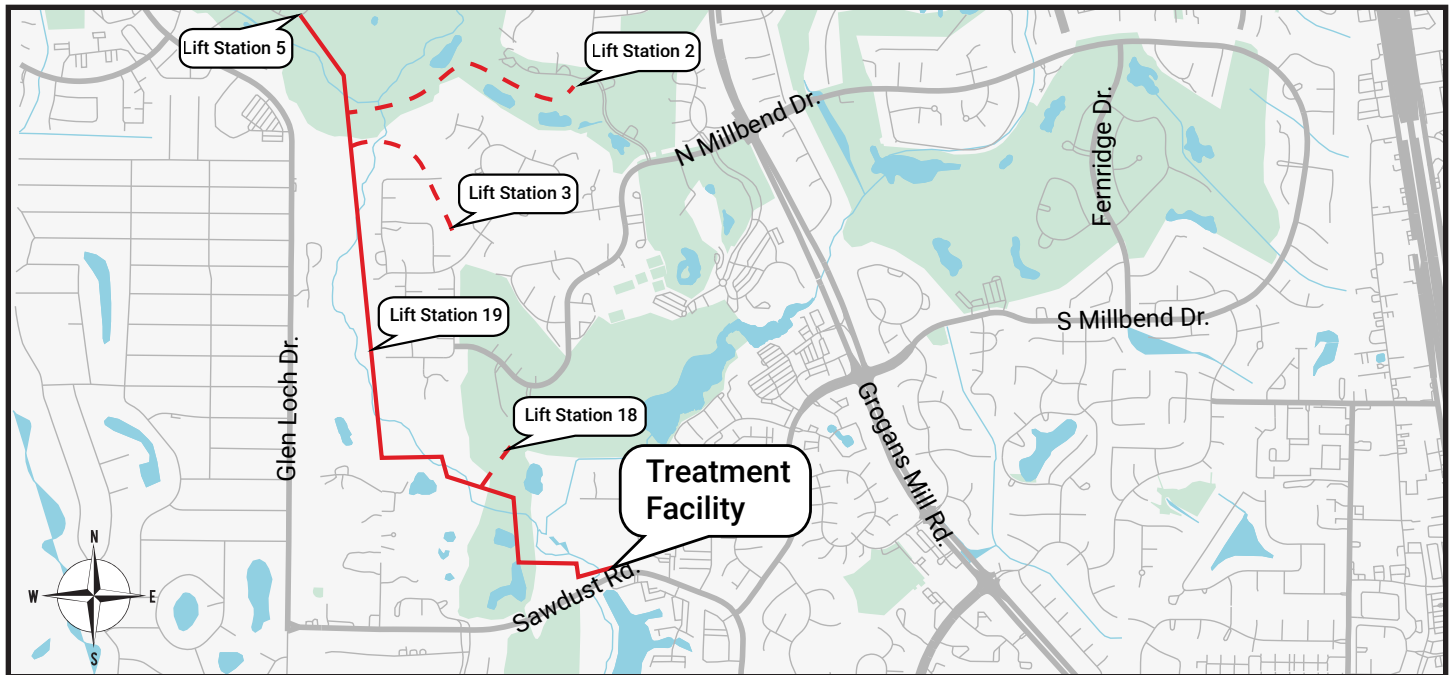 Lift Station 5
Lift Station 2
N Millbend Dr.
Fernridge Dr.
Lift Station 3
Lift Station 19
S Millbend Dr.
Glen Loch Dr.
Lift Station 18
Grogans Mill Rd.
Treatment
Facility
Sawdust Rd.
N
W
E
S